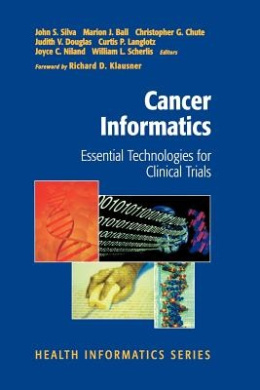 John S. Silva, Marion J. Ball, Christopher G. Chute
Judith V. Douglas, Curtis P. Langlotz
Joyce C. Niland, William L. Scherlis, Editors
Foreword by Richard D. Klausner
Cancer
Informatics
Essential Technologies for
Clinical Trials
HEALTH INFORMATICS SERIES